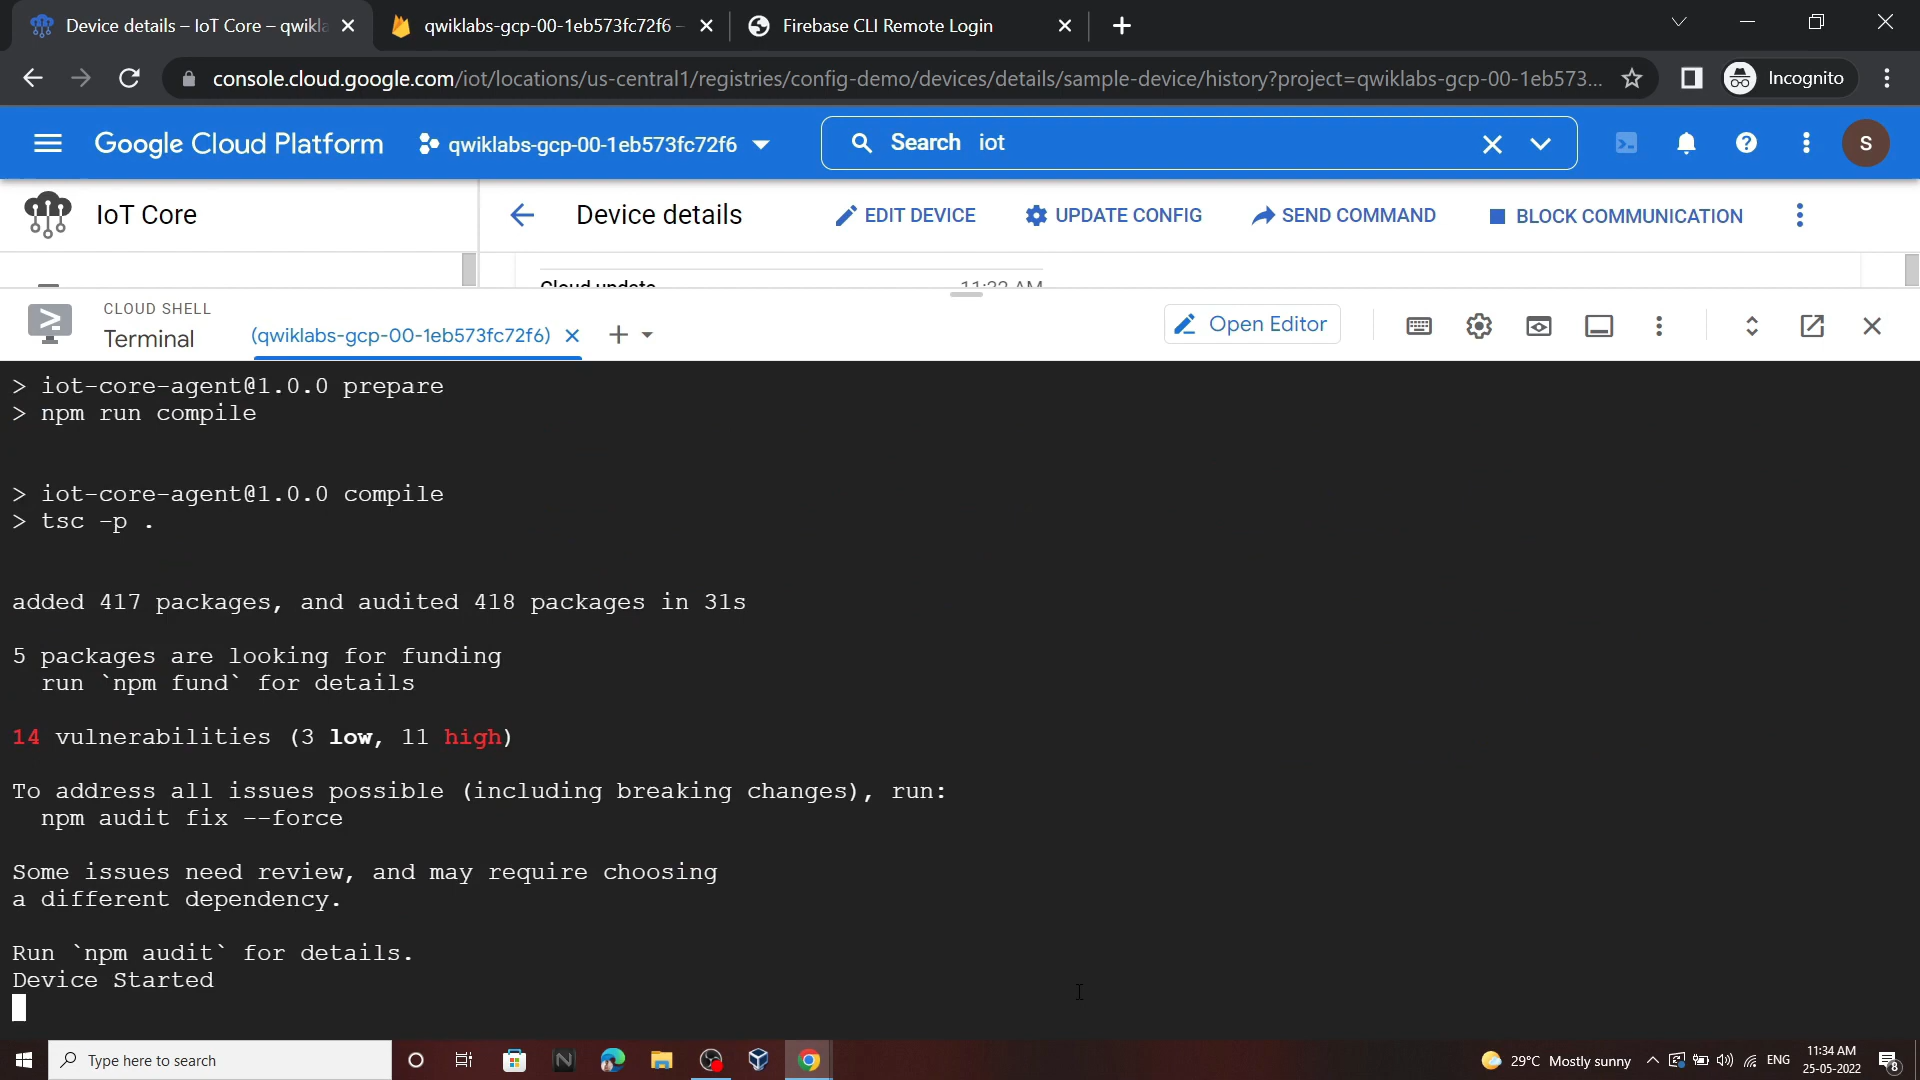 Device details – IoT Core – qwikla
qwiklabs-gcp-00-1eb573fc72f6 –
Firebase CLI Remote Login
console.cloud.google.com/iot/locations/us-central1/registries/config-demo/devices/details/sample-device/history?project=qwiklabs-gcp-00-1eb573...
Incognito
Google Cloud Platform
qwiklabs-gcp-00-1eb573fc72f6
Search iot
S
IoT Core
Device details
EDIT DEVICE
UPDATE CONFIG
SEND COMMAND
BLOCK COMMUNICATION
Cloud update
11:32 AM
CLOUD SHELL
Terminal
(qwiklabs-gcp-00-1eb573fc72f6)
Open Editor
> iot-core-agent@1.0.0 prepare
> npm run compile
> iot-core-agent@1.0.0 compile
> tsc -p .
added 417 packages, and audited 418 packages in 31s
5 packages are looking for funding
run `npm fund` for details
14 vulnerabilities (3 low, 11 high)
To address all issues possible (including breaking changes), run:
npm audit fix --force
Some issues need review, and may require choosing
a different dependency.
Run `npm audit` for details.
Device Started
Type here to search
29°C Mostly sunny
ENG
11:34 AM
25-05-2022
8